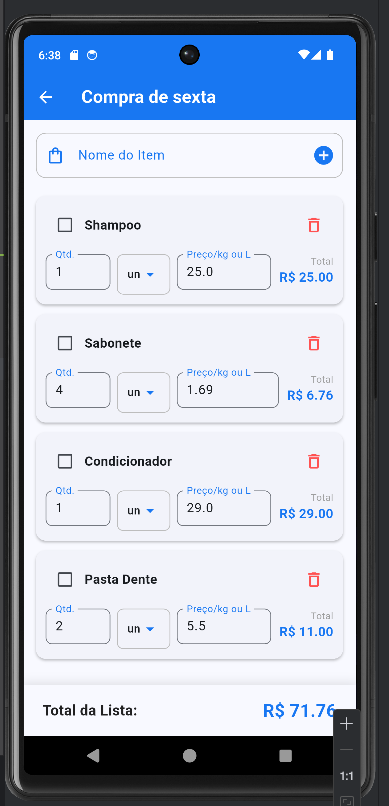 6:38
Compra de sexta
Nome do Item
Shampoo
Qtd. Preço/kg ou L Total
1 un 25.0 R$ 25.00
Sabonete
Qtd. Preço/kg ou L Total
4 un 1.69 R$ 6.76
Condicionador
Qtd. Preço/kg ou L Total
1 un 29.0 R$ 29.00
Pasta Dente
Qtd. Preço/kg ou L Total
2 un 5.5 R$ 11.00
Total da Lista: R$ 71.76
1:1